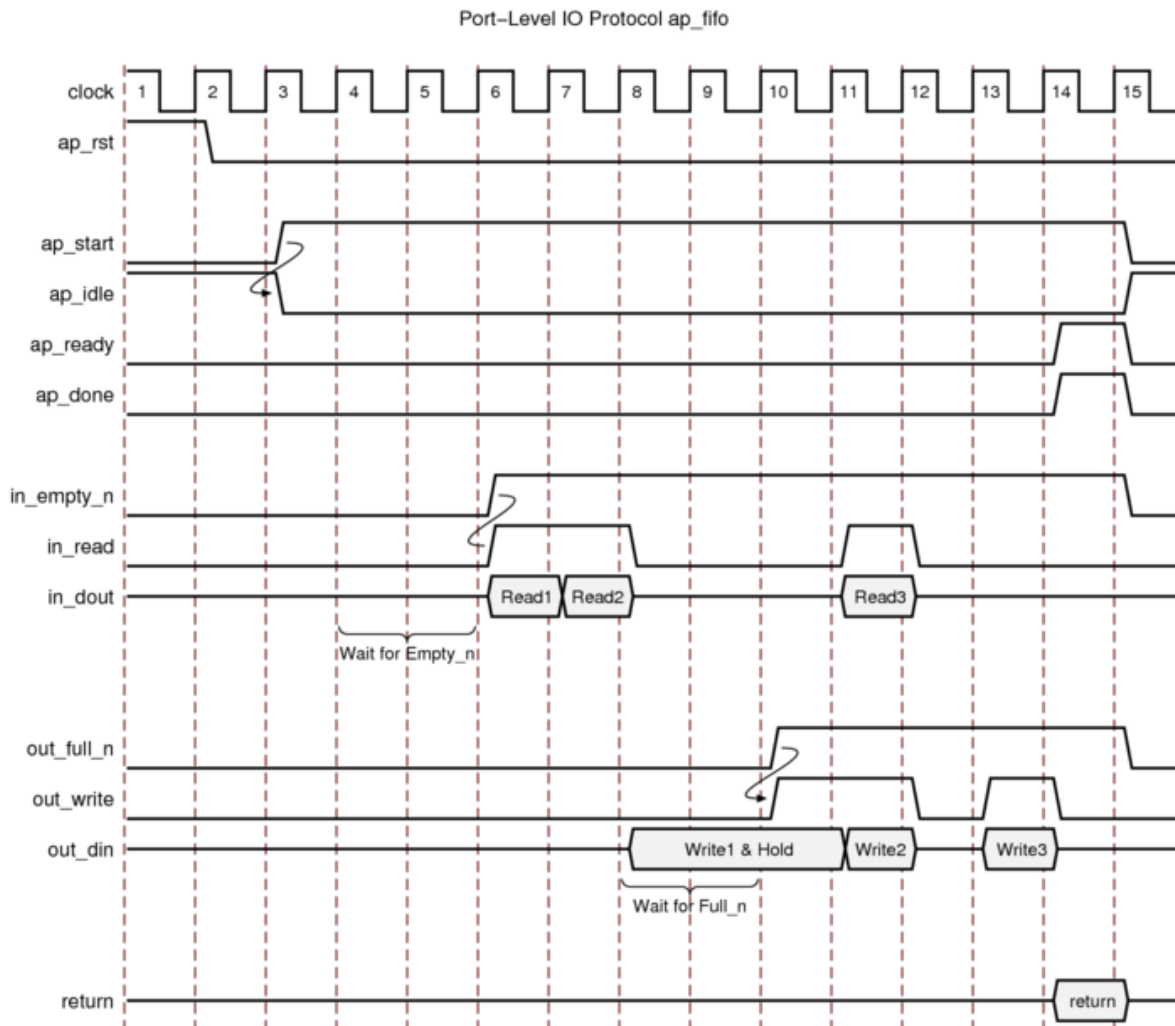 Port-Level IO Protocol ap_fifo
clock 1 2 3 4 5 6 7 8 9 10 11 12 13 14 15
ap_rst
ap_start
ap_idle
ap_ready
ap_done
in_empty_n
in_read
in_dout Read1 Read2 Read3
Wait for Empty_n
out_full_n
out_write
out_din Write1 & Hold Write2 Write3
Wait for Full_n
return return